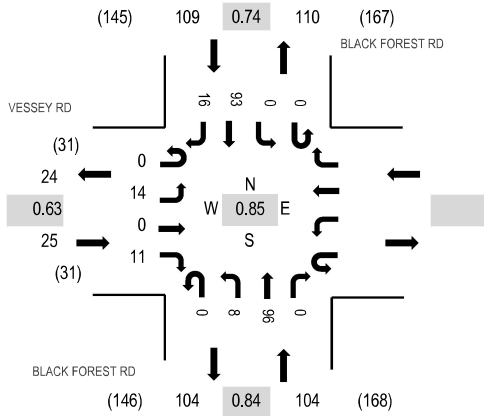 (145) 109 0.74 110 (167)
BLACK FOREST RD
VESSEY RD
16 93 0 0
(31)
24
0
14
0.63
N
W 0.85 E
S
0
25
11
(31)
0 8 96 0
BLACK FOREST RD
(146) 104 0.84 104 (168)